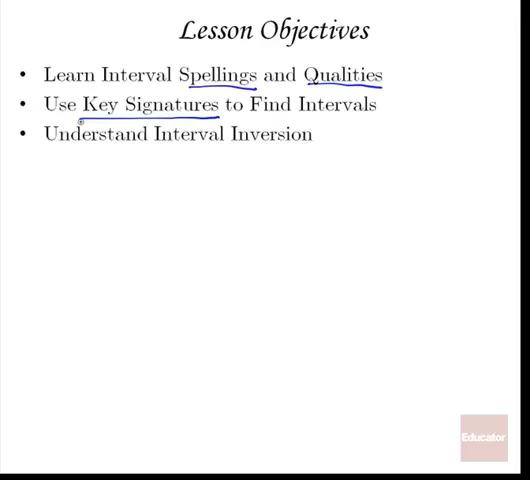 Lesson Objectives
• Learn Interval Spellings and Qualities
• Use Key Signatures to Find Intervals
• Understand Interval Inversion
Educator